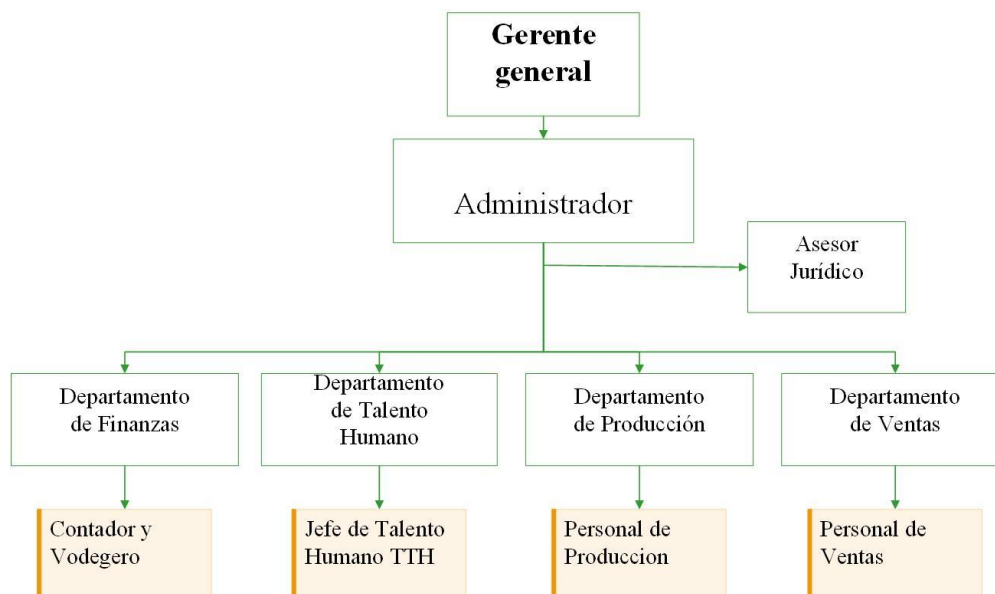 Gerente
general
Administrador
Asesor
Jurídico
Departamento
de Finanzas
Departamento
de Talento
Humano
Departamento
de Producción
Departamento
de Ventas
Contador y
Vodegero
Jefe de Talento
Humano TTH
Personal de
Produccion
Personal de
Ventas